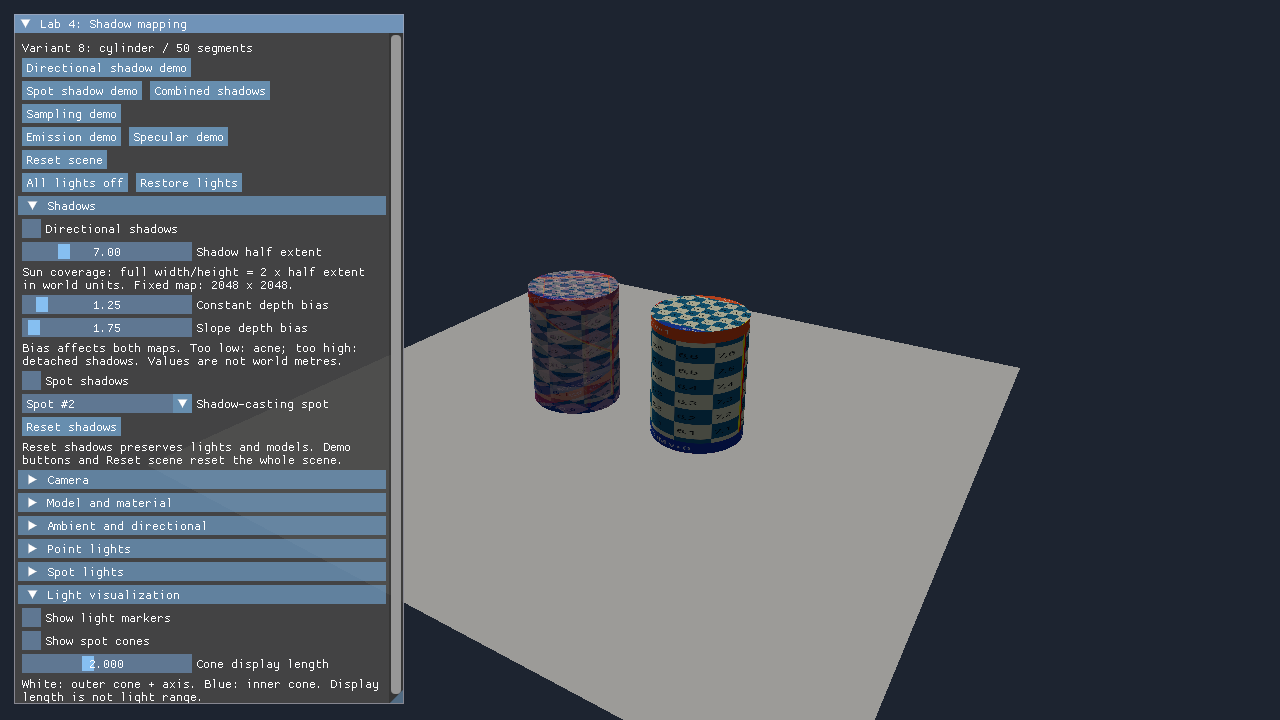 Lab 4: Shadow mapping
Variant 8: cylinder / 50 segments
Directional shadow demo
Spot shadow demo Combined shadows
Sampling demo
Emission demo Specular demo
Reset scene
All lights off Restore lights
Shadows
Directional shadows
7.00 Shadow half extent
Sun coverage: full width/height = 2 x half extent
in world units. Fixed map: 2048 x 2048.
1.25 Constant depth bias
1.75 Slope depth bias
Bias affects both maps. Too low: acne; too high:
detached shadows. Values are not world metres.
Spot shadows
Spot #2 Shadow-casting spot
Reset shadows
Reset shadows preserves lights and models. Demo
buttons and Reset scene reset the whole scene.
Camera
Model and material
Ambient and directional
Point lights
Spot lights
Light visualization
Show light markers
Show spot cones
2.000 Cone display length
White: outer cone + axis. Blue: inner cone. Display
length is not light range.